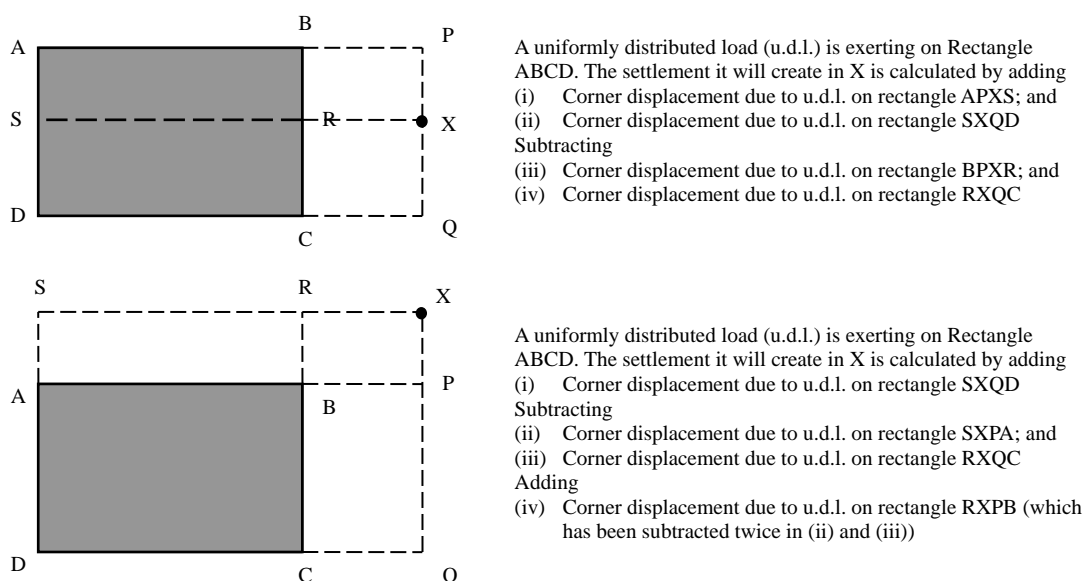 B
A
P
S
R
X
D
C
Q
A uniformly distributed load (u.d.l.) is exerting on Rectangle
ABCD. The settlement it will create in X is calculated by adding
(i) Corner displacement due to u.d.l. on rectangle APXS; and
(ii) Corner displacement due to u.d.l. on rectangle SXQD
Subtracting
(iii) Corner displacement due to u.d.l. on rectangle BPXR; and
(iv) Corner displacement due to u.d.l. on rectangle RXQC
S
R
X
A
B
P
D
C
Q
A uniformly distributed load (u.d.l.) is exerting on Rectangle
ABCD. The settlement it will create in X is calculated by adding
(i) Corner displacement due to u.d.l. on rectangle SXQD
Subtracting
(ii) Corner displacement due to u.d.l. on rectangle SXPA; and
(iii) Corner displacement due to u.d.l. on rectangle RXQC
Adding
(iv) Corner displacement due to u.d.l. on rectangle RXPB (which
has been subtracted twice in (ii) and (iii))